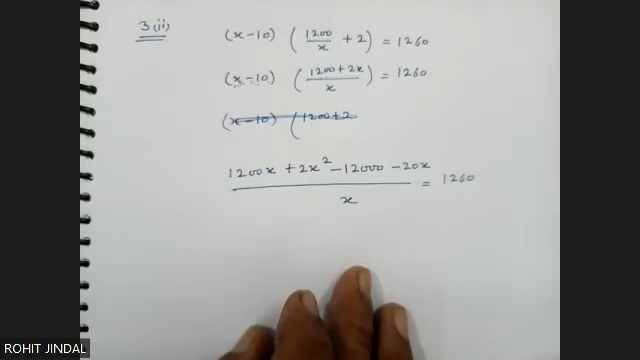 3(ii)
(x-10) (1200/x + 2) = 1260
(x-10) ((1200+2x)/x) = 1260
(x-10) (1200+2
(1200x + 2x² - 12000 - 20x)/x = 1260
ROHIT JINDAL